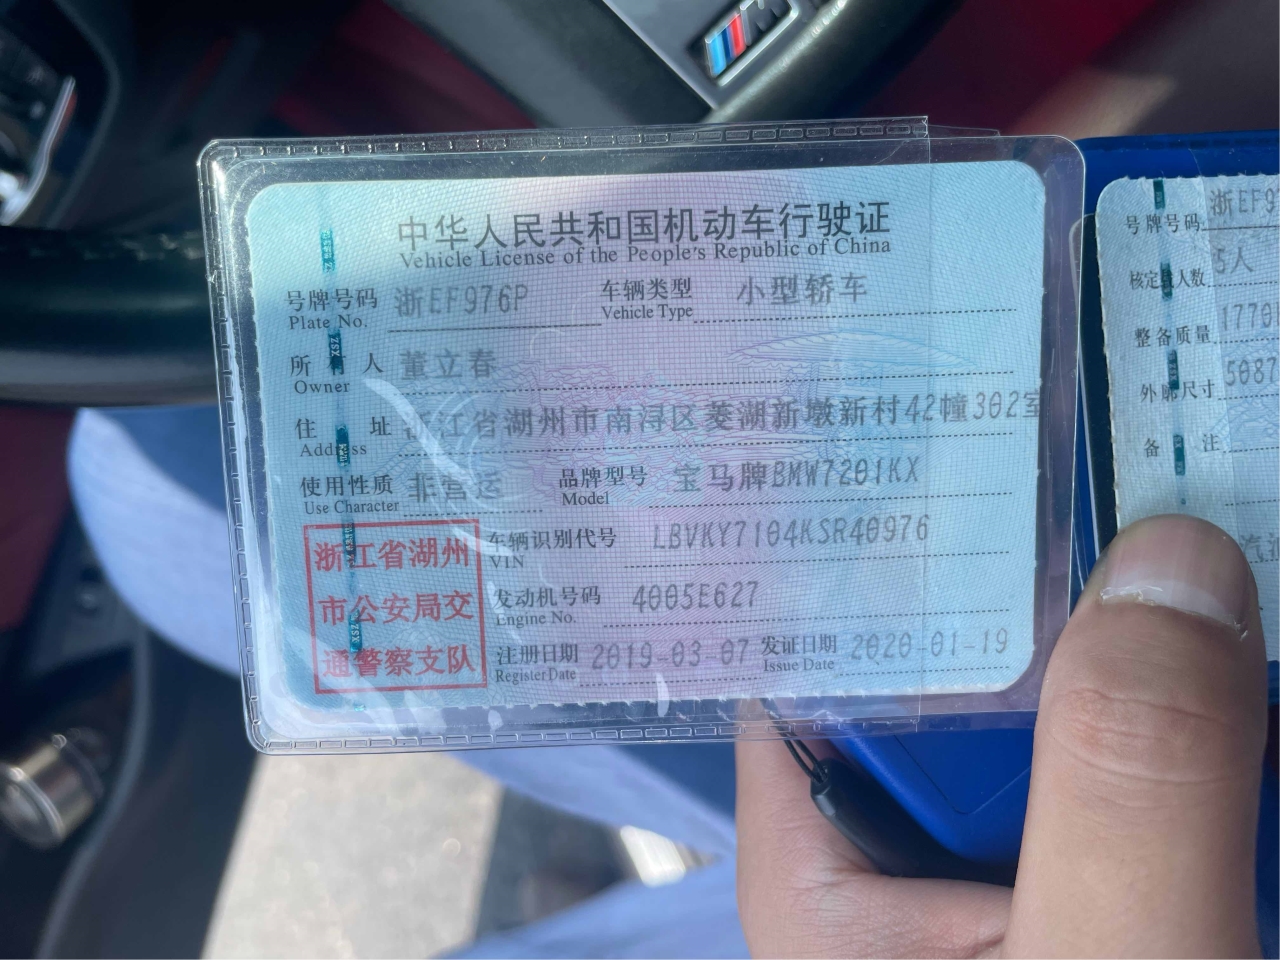 M
中华人民共和国机动车行驶证
Vehicle License of the People's Republic of China
号牌号码 浙EF976P 车辆类型 小型轿车
Plate No. Vehicle Type
所 人 董立春
Owner
住 址 浙江省湖州市南浔区菱湖新墩新村42幢302室
Address
使用性质 非营运 品牌型号 宝马牌BMW7201KX
Use Character Model
浙江省湖州
市公安局交
通警察支队
车辆识别代号 LBVKY7104KSR40976
VIN
发动机号码 4005E627
Engine No.
注册日期 2019-03-07 发证日期 2020-01-19
Register Date Issue Date
号牌号码 浙EF9
核定载人数 5人
整备质量 1770
外廓尺寸 5087
备 注
汽油